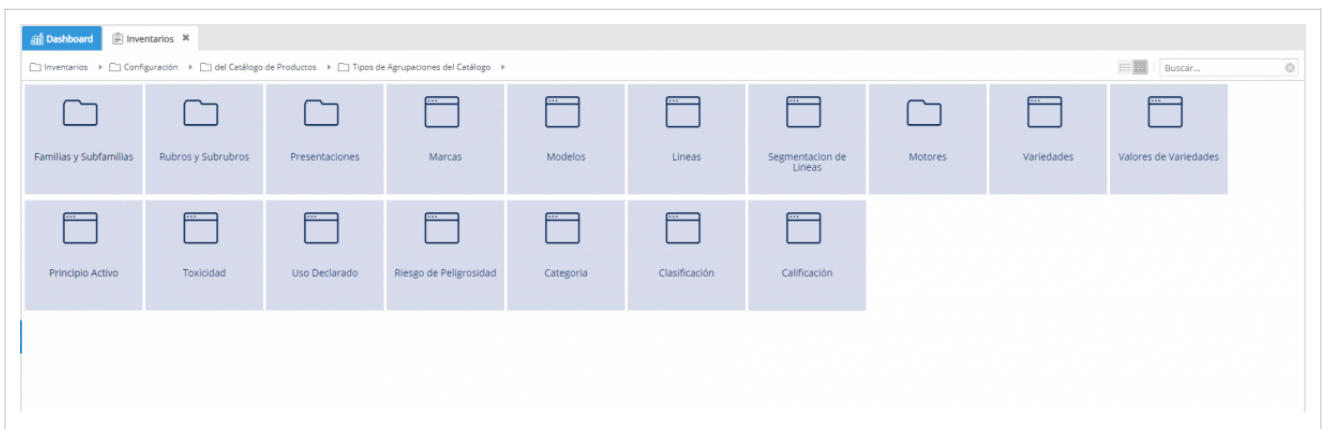 Dashboard
Inventarios ✖
Inventarios ▸ Configuración ▸ del Catálogo de Productos ▸ Tipos de Agrupaciones del Catálogo ▸
Buscar...
Familias y Subfamilias
Rubros y Subrubros
Presentaciones
Marcas
Modelos
Lineas
Segmentacion de
Lineas
Motores
Variedades
Valores de Variedades
Principio Activo
Toxicidad
Uso Declarado
Riesgo de Peligrosidad
Categoria
Clasificación
Calificación